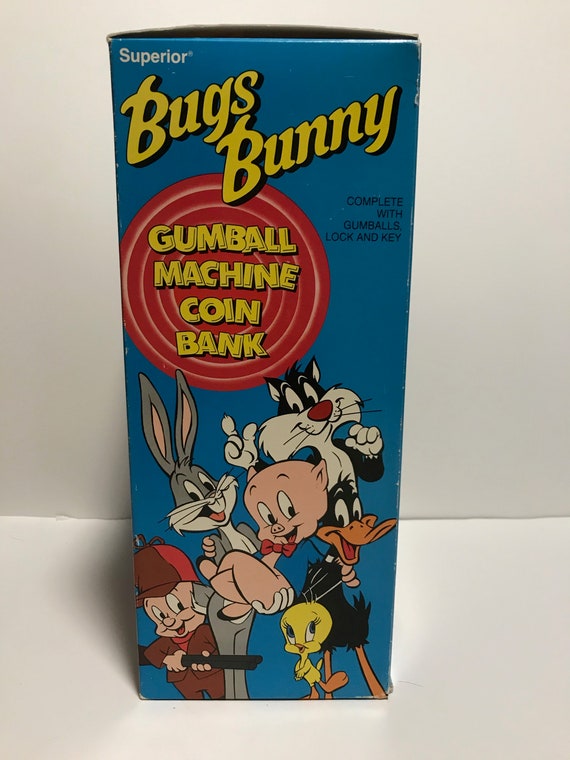 Superior®
Bugs
Bunny
COMPLETE
WITH
GUMBALLS,
LOCK AND KEY
GUMBALL
MACHINE
COIN
BANK